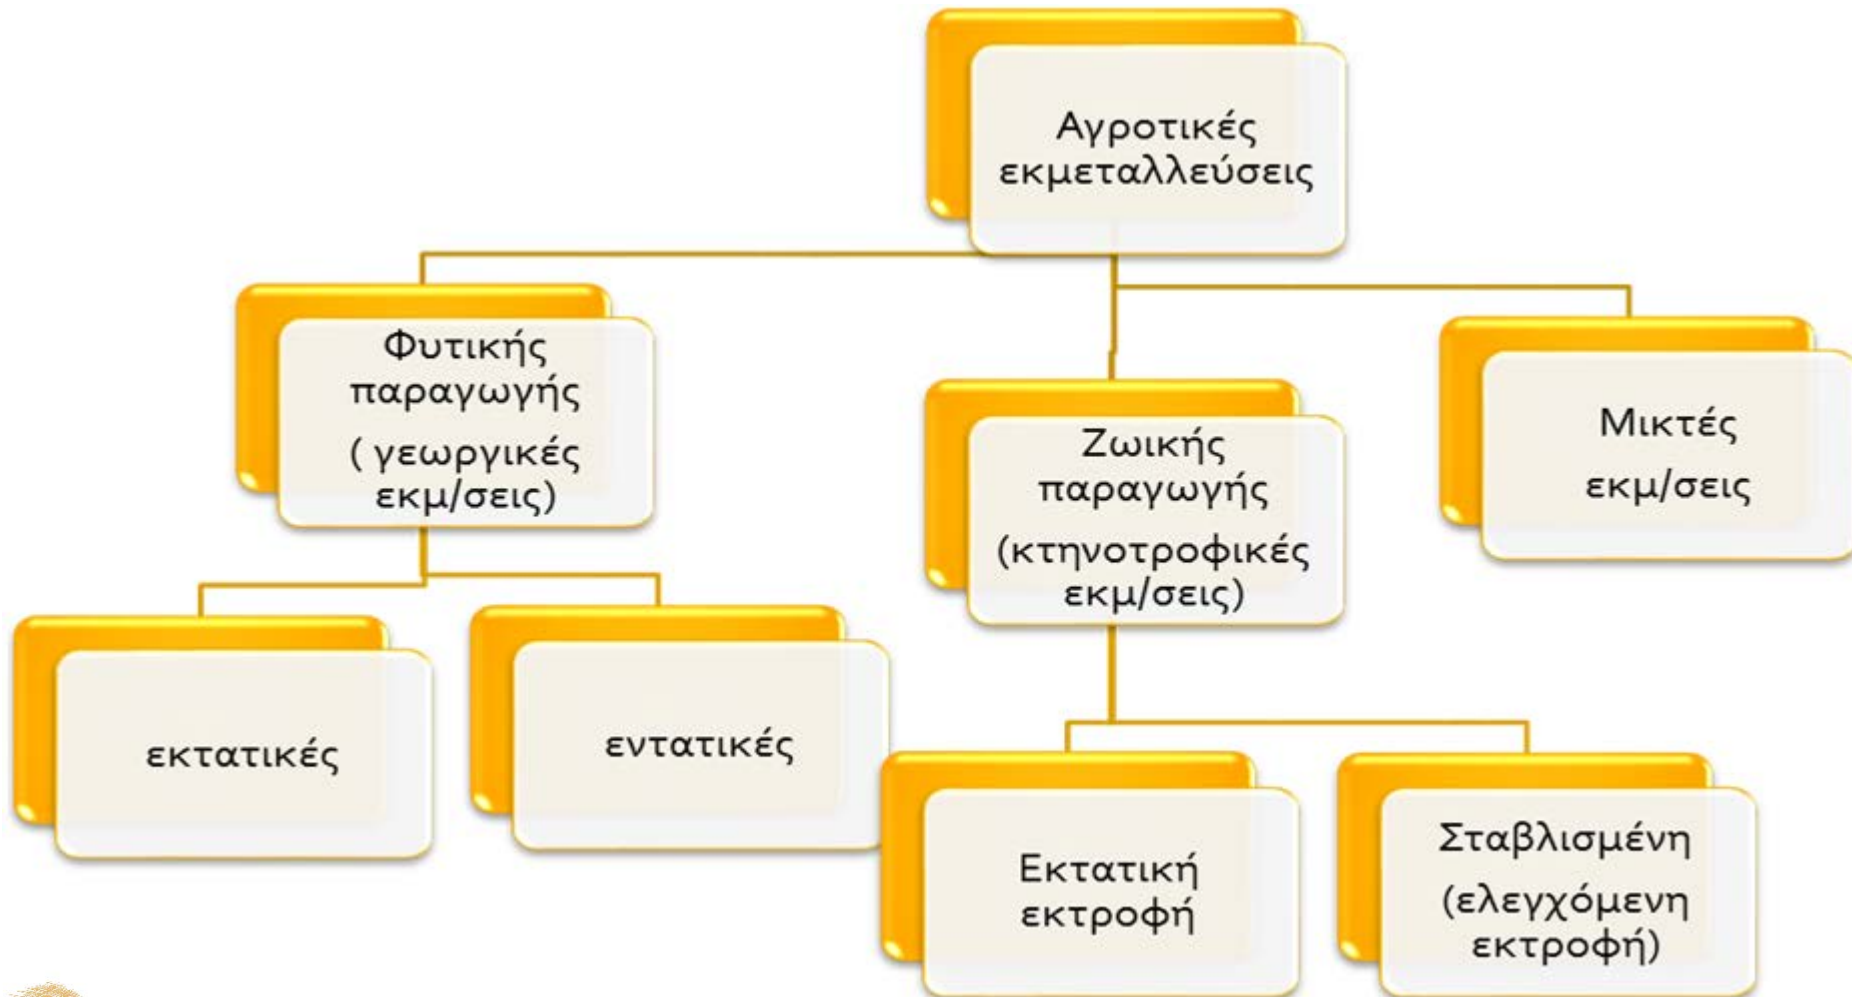 Αγροτικές
εκμεταλλεύσεις
Φυτικής
παραγωγής
( γεωργικές
εκμ/σεις)
Ζωικής
παραγωγής
(κτηνοτροφικές
εκμ/σεις)
Μικτές
εκμ/σεις
εκτατικές
εντατικές
Εκτατική
εκτροφή
Σταβλισμένη
(ελεγχόμενη
εκτροφή)